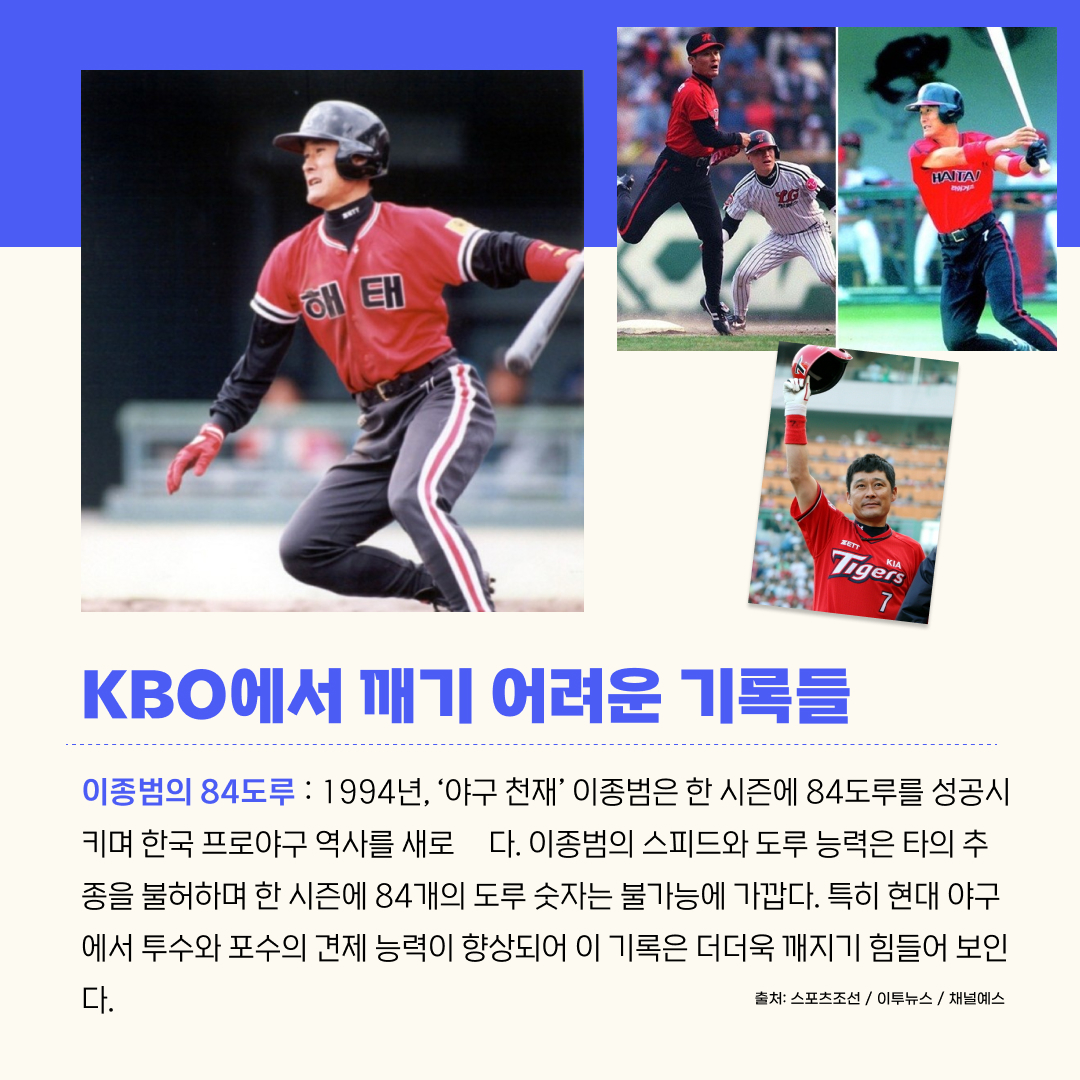 해태
ZETT
7
LG
HAITAI
7
ZETT
KIA
Tigers
7
KBO에서 깨기 어려운 기록들
이종범의 84도루 : 1994년, ‘야구 천재’ 이종범은 한 시즌에 84도루를 성공시
키며 한국 프로야구 역사를 새로 다. 이종범의 스피드와 도루 능력은 타의 추
종을 불허하며 한 시즌에 84개의 도루 숫자는 불가능에 가깝다. 특히 현대 야구
에서 투수와 포수의 견제 능력이 향상되어 이 기록은 더더욱 깨지기 힘들어 보인
다.
출처: 스포츠조선 / 이투뉴스 / 채널예스